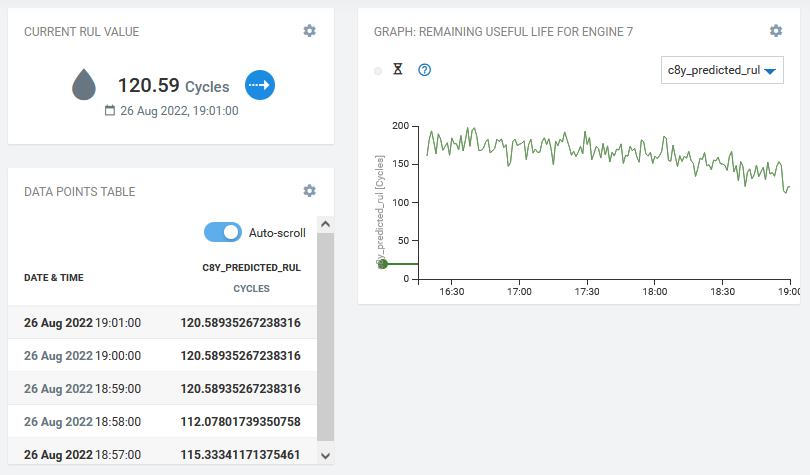 CURRENT RUL VALUE
120.59 Cycles
26 Aug 2022, 19:01:00
DATA POINTS TABLE
Auto-scroll
DATE & TIME
C8Y_PREDICTED_RUL
CYCLES
26 Aug 2022 19:01:00 120.58935267238316
26 Aug 2022 19:00:00 120.58935267238316
26 Aug 2022 18:59:00 120.58935267238316
26 Aug 2022 18:58:00 112.07801739350758
26 Aug 2022 18:57:00 115.33341171375461
GRAPH: REMAINING USEFUL LIFE FOR ENGINE 7
?
c8y_predicted_rul
c8y_predicted_rul [Cycles]
200
150
100
50
0
16:30 17:00 17:30 18:00 18:30 19:00